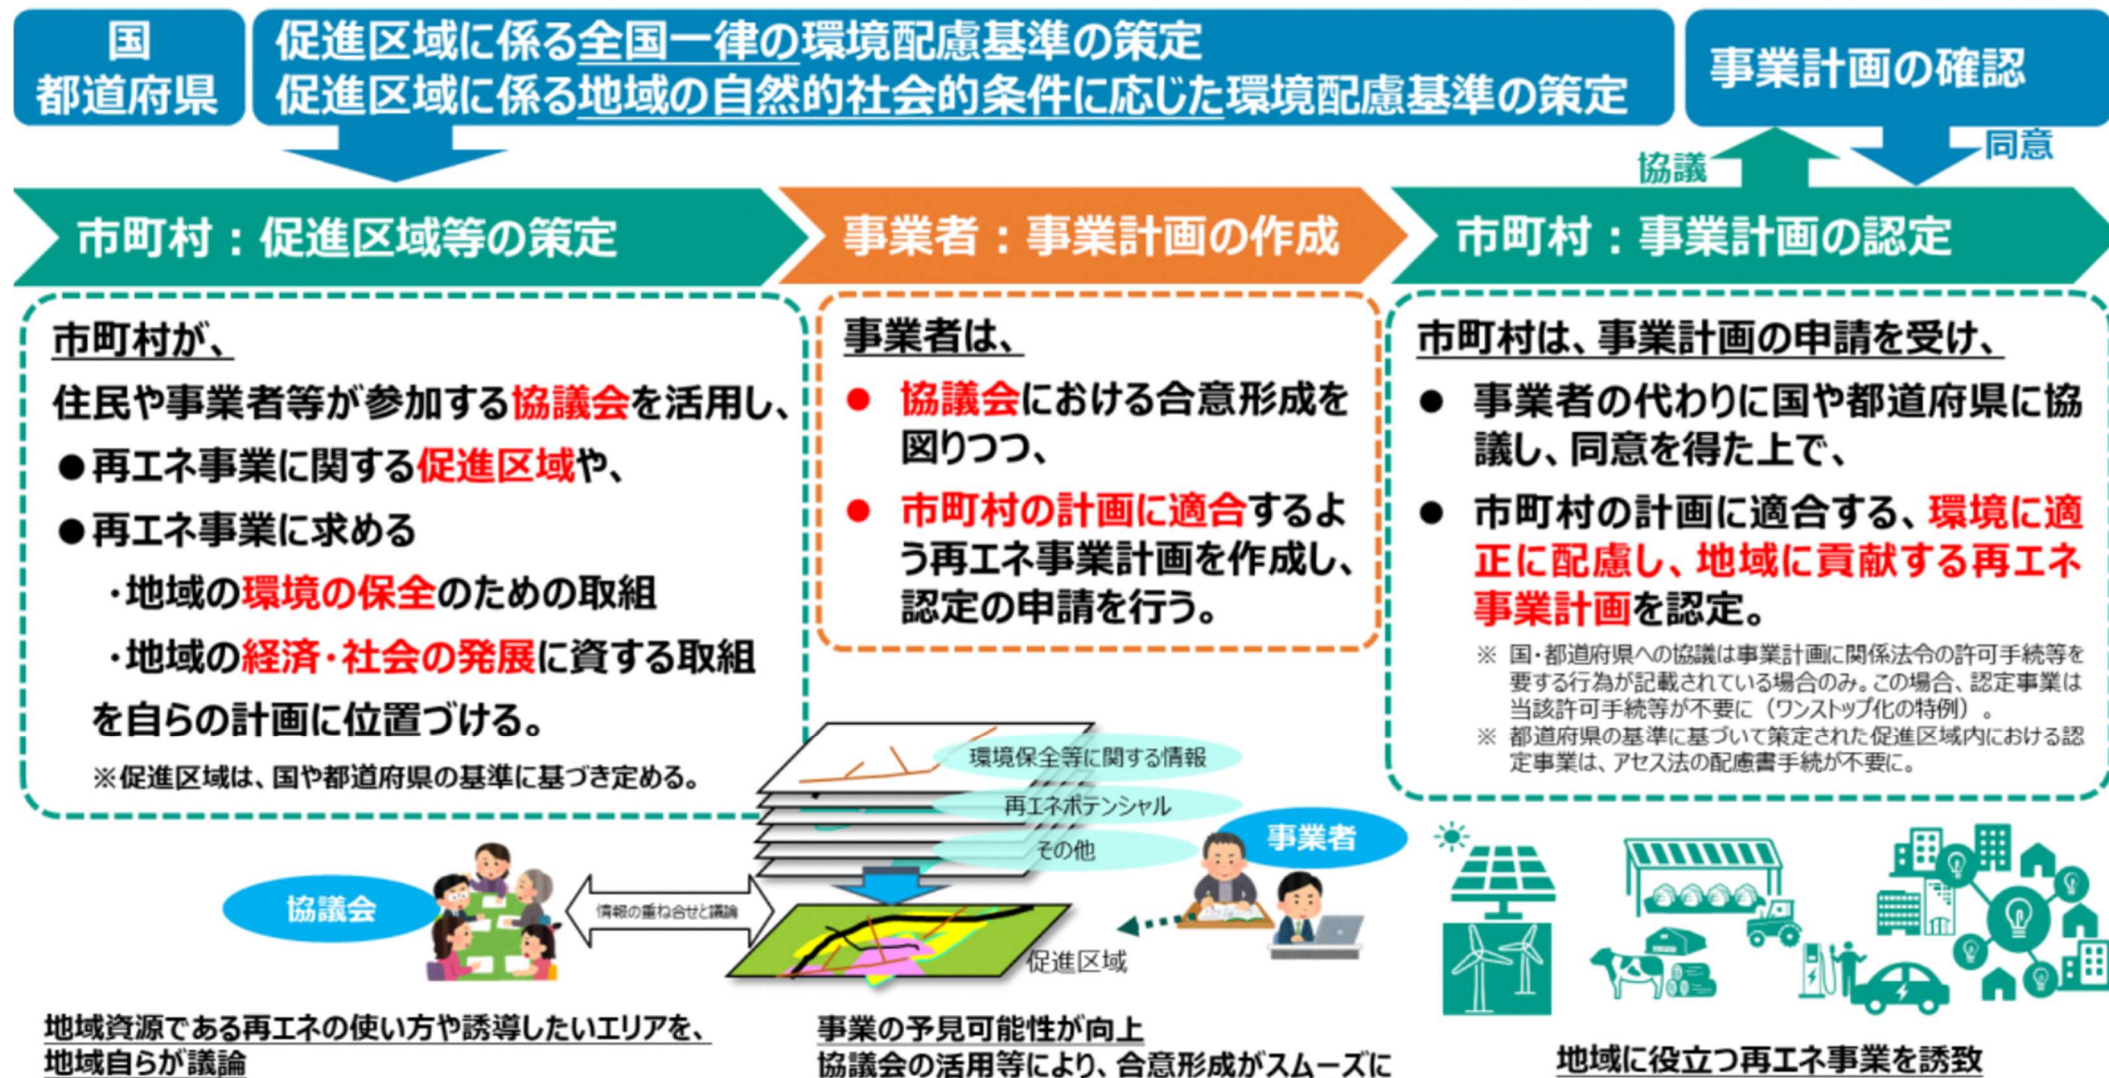 国
都道府県
促進区域に係る全国一律の環境配慮基準の策定
促進区域に係る地域の自然的社会的条件に応じた環境配慮基準の策定
事業計画の確認
協議
同意
市町村：促進区域等の策定
事業者：事業計画の作成
市町村：事業計画の認定
市町村が、
住民や事業者等が参加する協議会を活用し、
●再エネ事業に関する促進区域や、
●再エネ事業に求める
・地域の環境の保全のための取組
・地域の経済・社会の発展に資する取組
を自らの計画に位置づける。
※促進区域は、国や都道府県の基準に基づき定める。
事業者は、
● 協議会における合意形成を
図りつつ、
● 市町村の計画に適合するよ
う再エネ事業計画を作成し、
認定の申請を行う。
市町村は、事業計画の申請を受け、
● 事業者の代わりに国や都道府県に協
議し、同意を得た上で、
● 市町村の計画に適合する、環境に適
正に配慮し、地域に貢献する再エネ
事業計画を認定。
※ 国・都道府県への協議は事業計画に関係法令の許可手続等を
要する行為が記載されている場合のみ。この場合、認定事業は
当該許可手続等が不要に（ワンストップ化の特例）。
※ 都道府県の基準に基づいて策定された促進区域内における認
定事業は、アセス法の配慮書手続が不要に。
環境保全等に関する情報
再エネポテンシャル
その他
事業者
協議会
情報の重ね合せと議論
促進区域
地域資源である再エネの使い方や誘導したいエリアを、
地域自らが議論
事業の予見可能性が向上
協議会の活用等により、合意形成がスムーズに
地域に役立つ再エネ事業を誘致